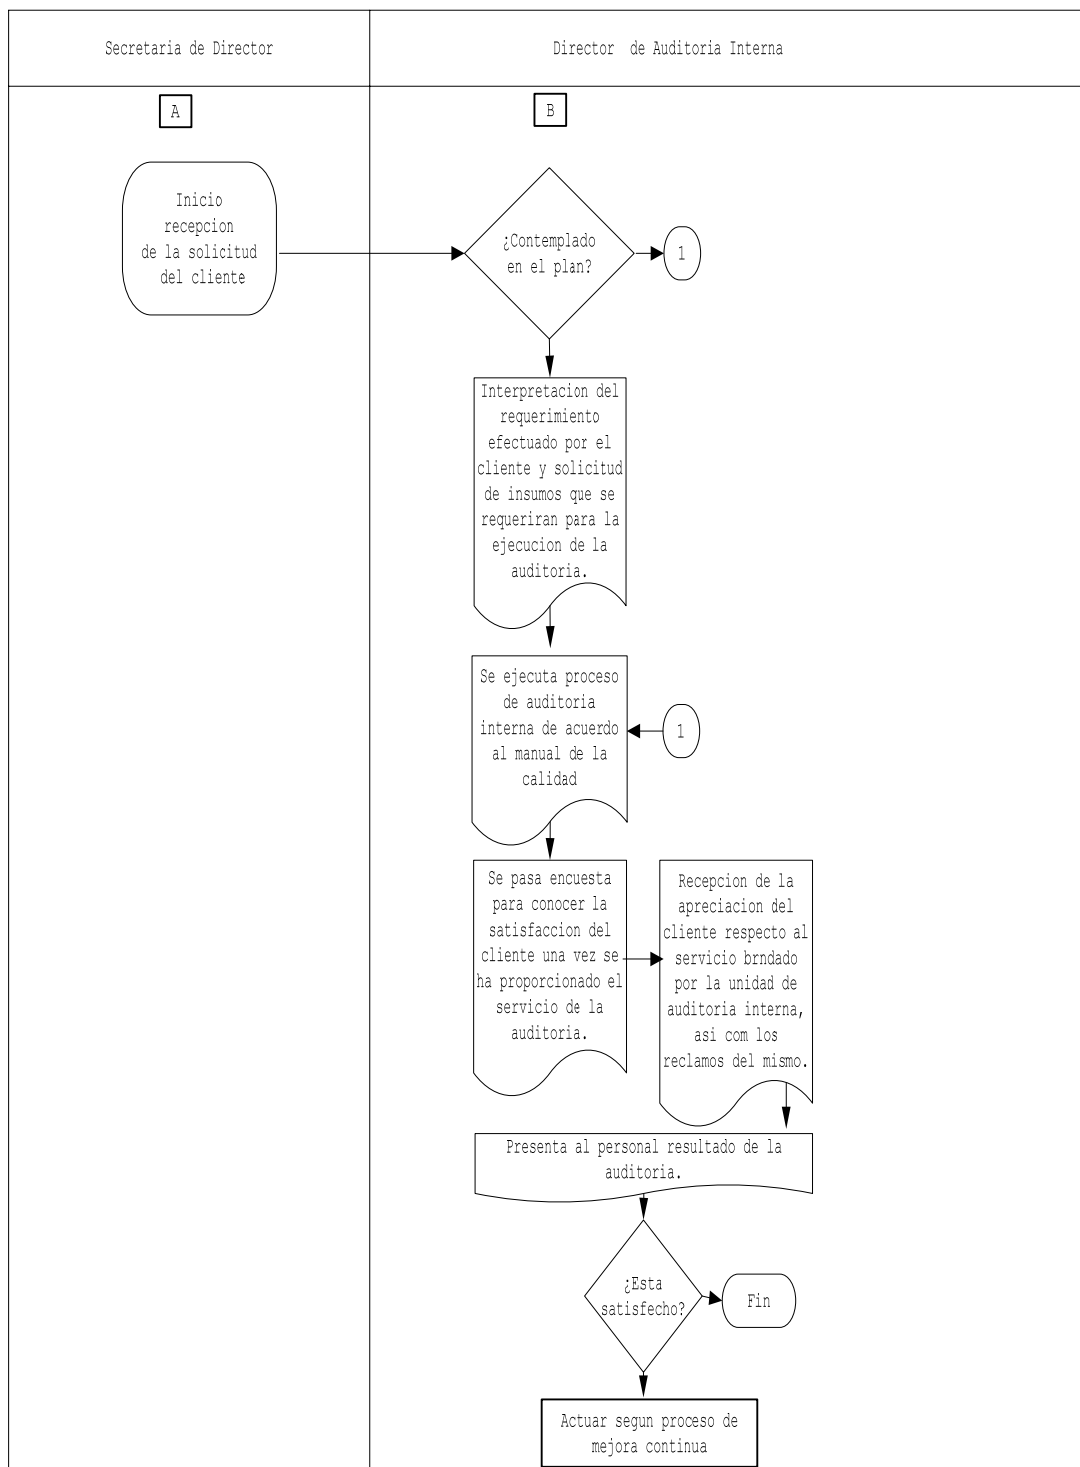 Secretaria de Director
Director de Auditoria Interna
A
B
Inicio
recepcion
de la solicitud
del cliente
¿Contemplado
en el plan?
1
Interpretacion del
requerimiento
efectuado por el
cliente y solicitud
de insumos que se
requeriran para la
ejecucion de la
auditoria.
Se ejecuta proceso
de auditoria
interna de acuerdo
al manual de la
calidad
1
Se pasa encuesta
para conocer la
satisfaccion del
cliente una vez se
ha proporcionado el
servicio de la
auditoria.
Recepcion de la
apreciacion del
cliente respecto al
servicio brndado
por la unidad de
auditoria interna,
asi com los
reclamos del mismo.
Presenta al personal resultado de la
auditoria.
¿Esta
satisfecho?
Fin
Actuar segun proceso de
mejora continua